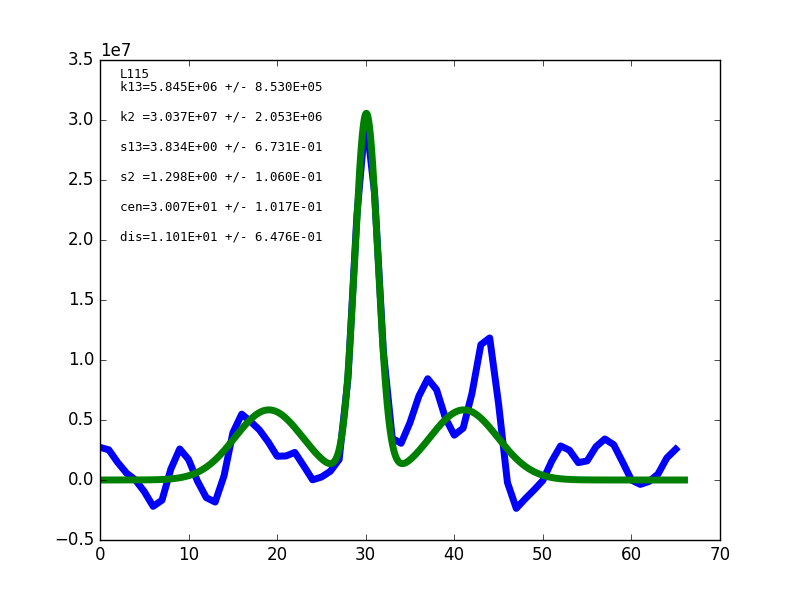 1e7
3.5
3.0
2.5
2.0
1.5
1.0
0.5
0.0
−0.5
L115
k13=5.845E+06 +/- 8.530E+05
k2 =3.037E+07 +/- 2.053E+06
s13=3.834E+00 +/- 6.731E-01
s2 =1.298E+00 +/- 1.060E-01
cen=3.007E+01 +/- 1.017E-01
dis=1.101E+01 +/- 6.476E-01
0 10 20 30 40 50 60 70